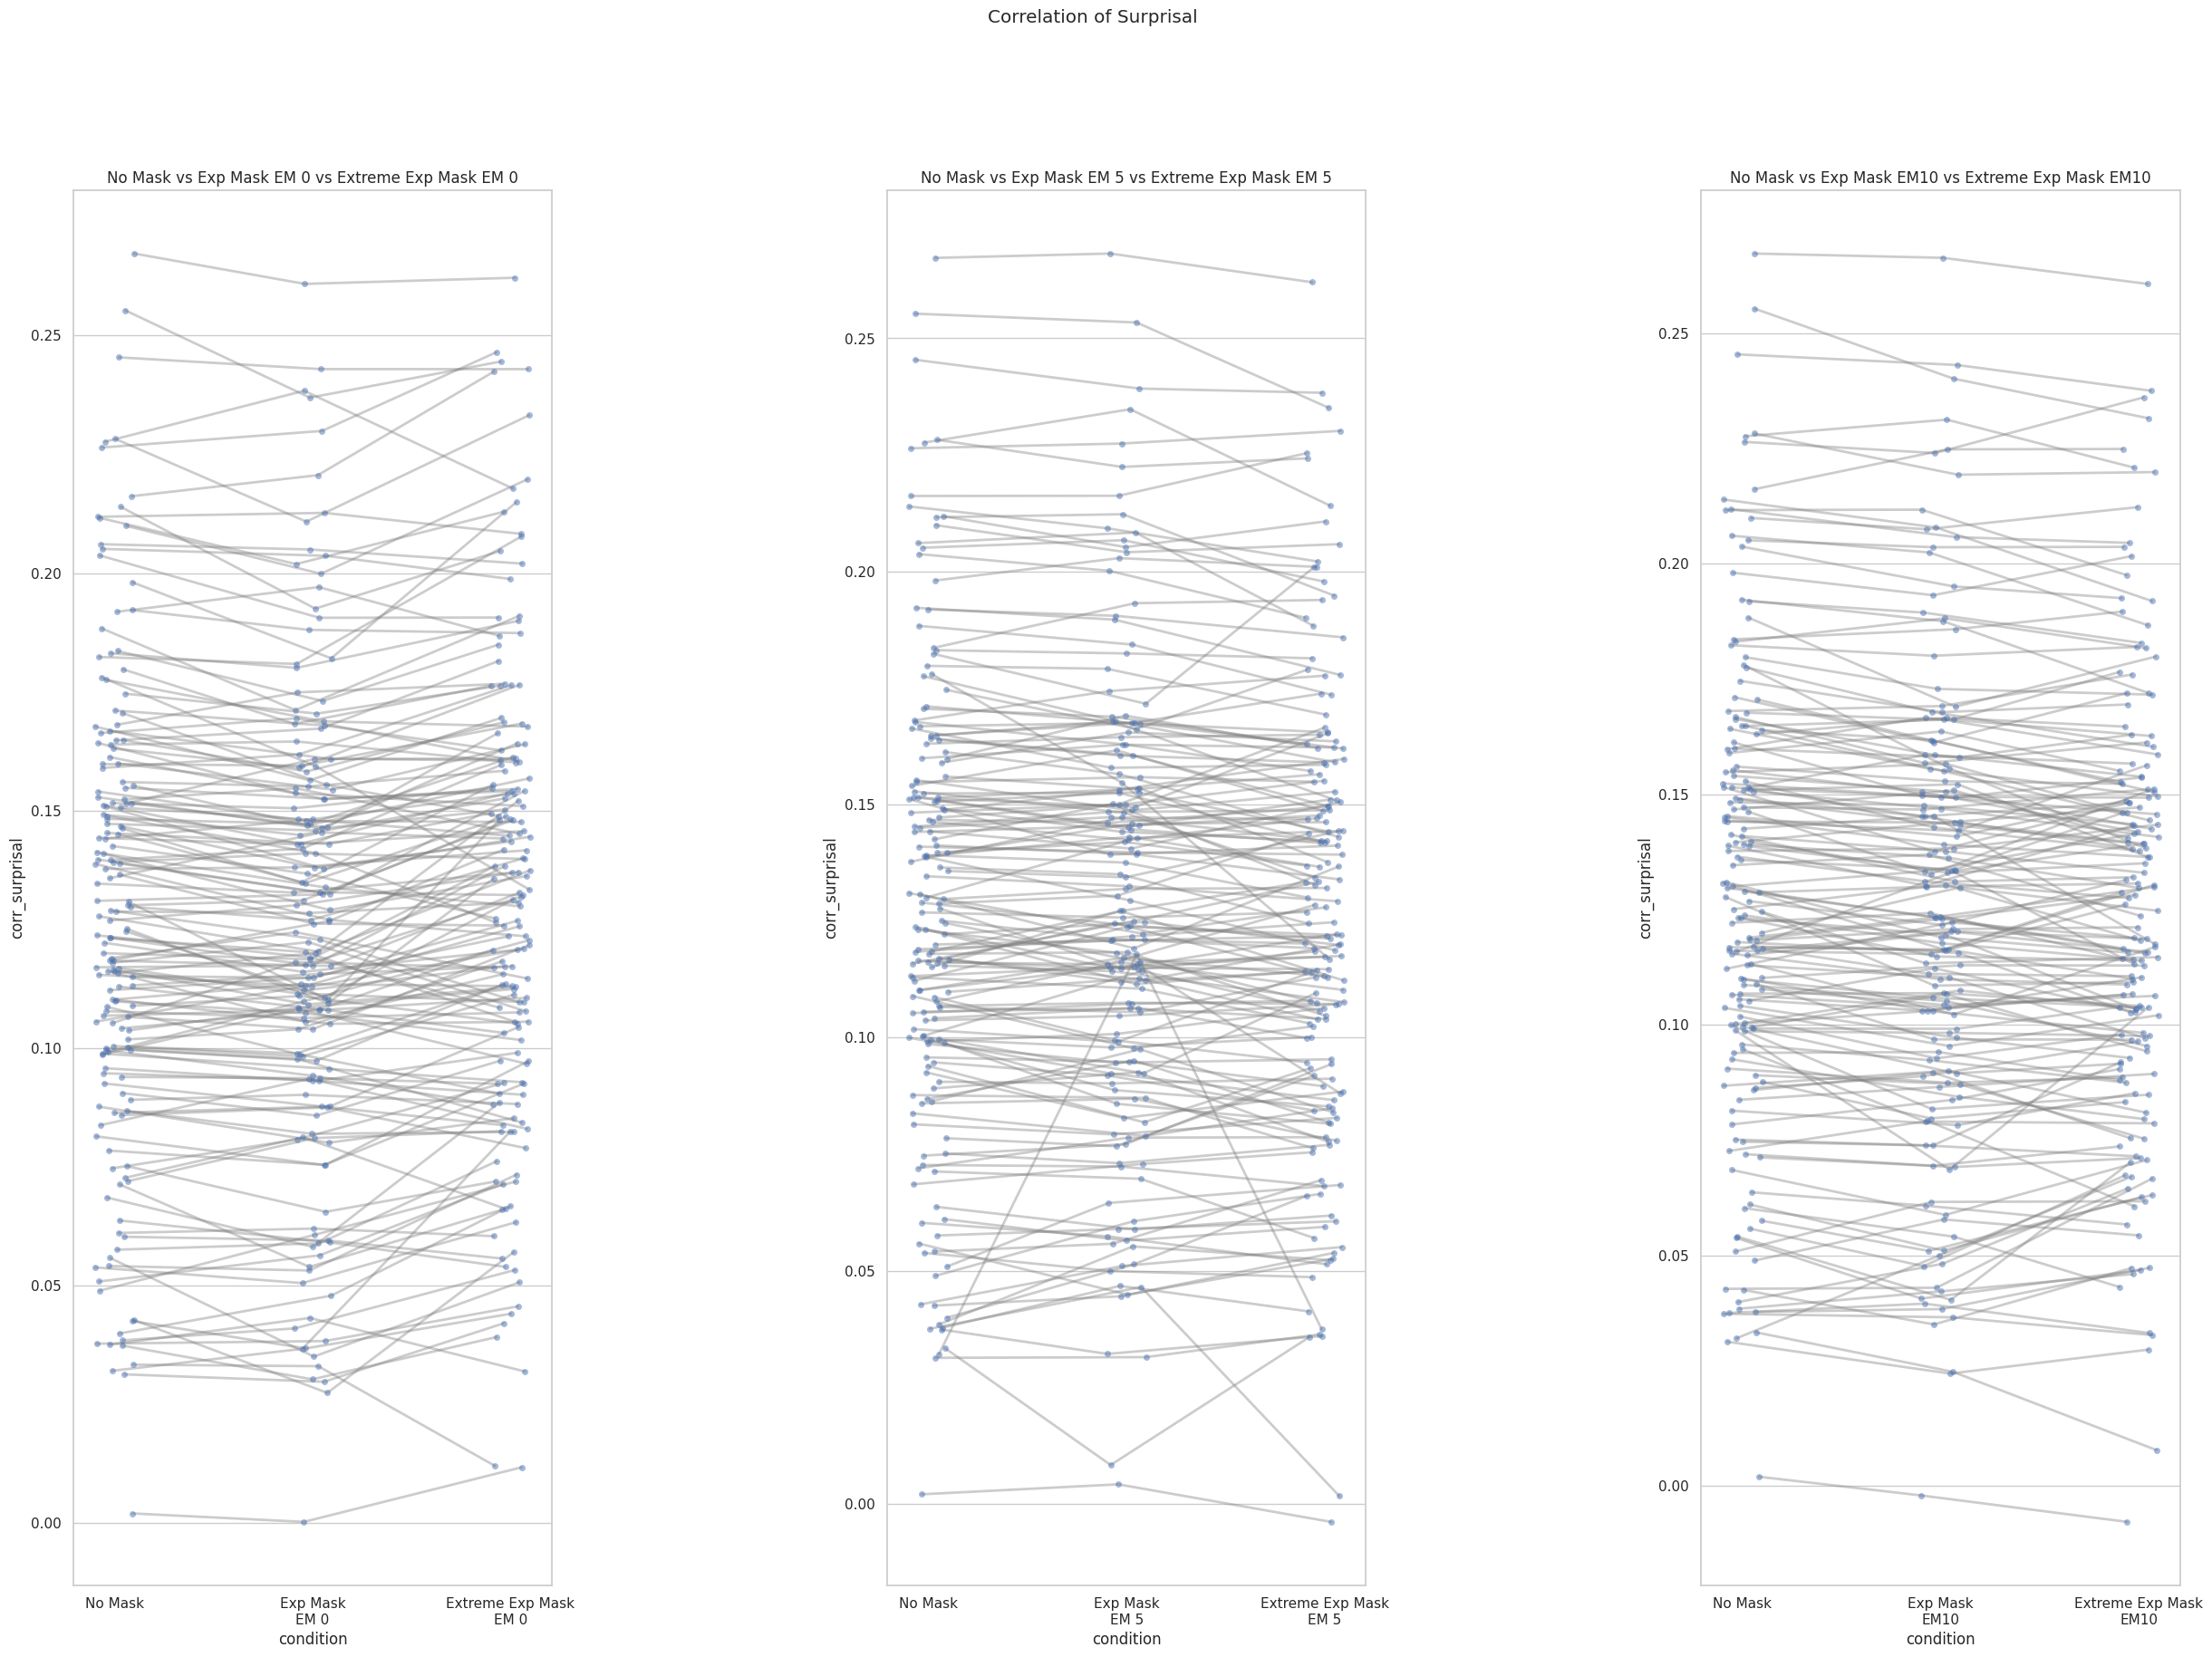 Correlation of Surprisal
No Mask vs Exp Mask EM 0 vs Extreme Exp Mask EM 0
0.25
0.20
0.15
0.10
0.05
0.00
corr_surprisal
No Mask
Exp Mask
EM 0
Extreme Exp Mask
EM 0
condition
No Mask vs Exp Mask EM 5 vs Extreme Exp Mask EM 5
0.25
0.20
0.15
0.10
0.05
0.00
corr_surprisal
No Mask
Exp Mask
EM 5
Extreme Exp Mask
EM 5
condition
No Mask vs Exp Mask EM10 vs Extreme Exp Mask EM10
0.25
0.20
0.15
0.10
0.05
0.00
corr_surprisal
No Mask
Exp Mask
EM10
Extreme Exp Mask
EM10
condition